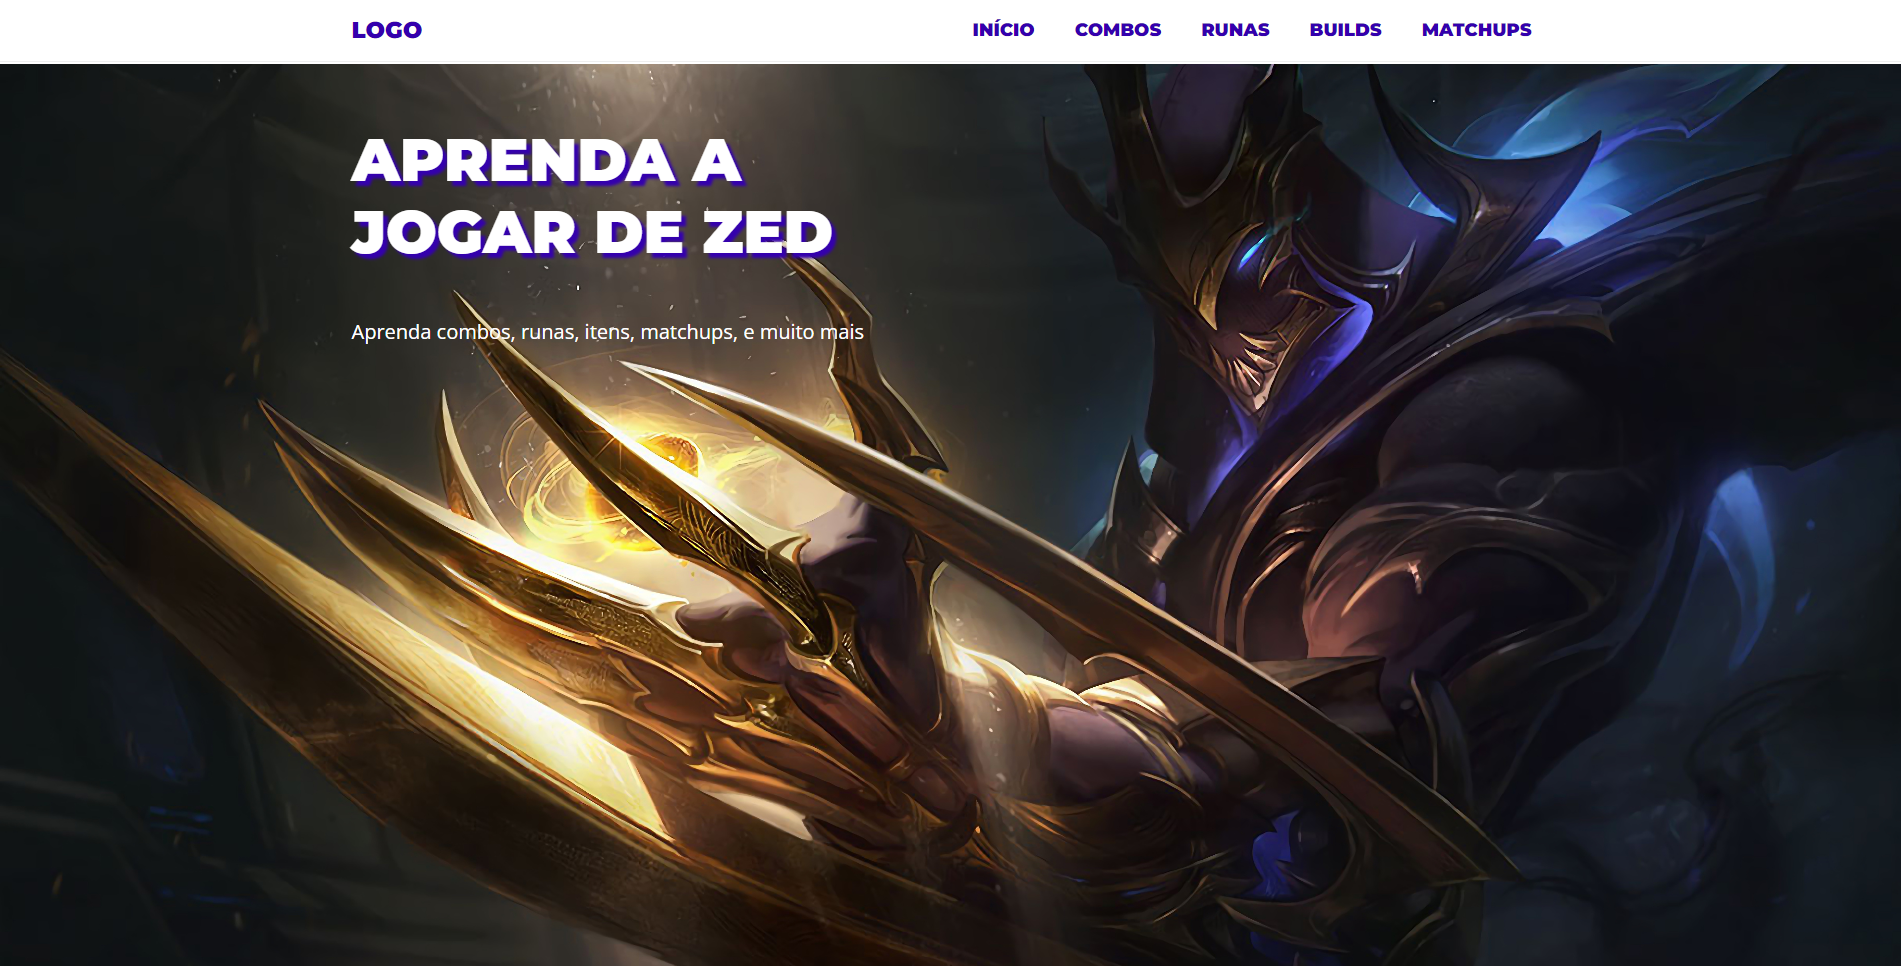 LOGO
INÍCIO COMBOS RUNAS BUILDS MATCHUPS
APRENDA A
JOGAR DE ZED
Aprenda combos, runas, itens, matchups, e muito mais